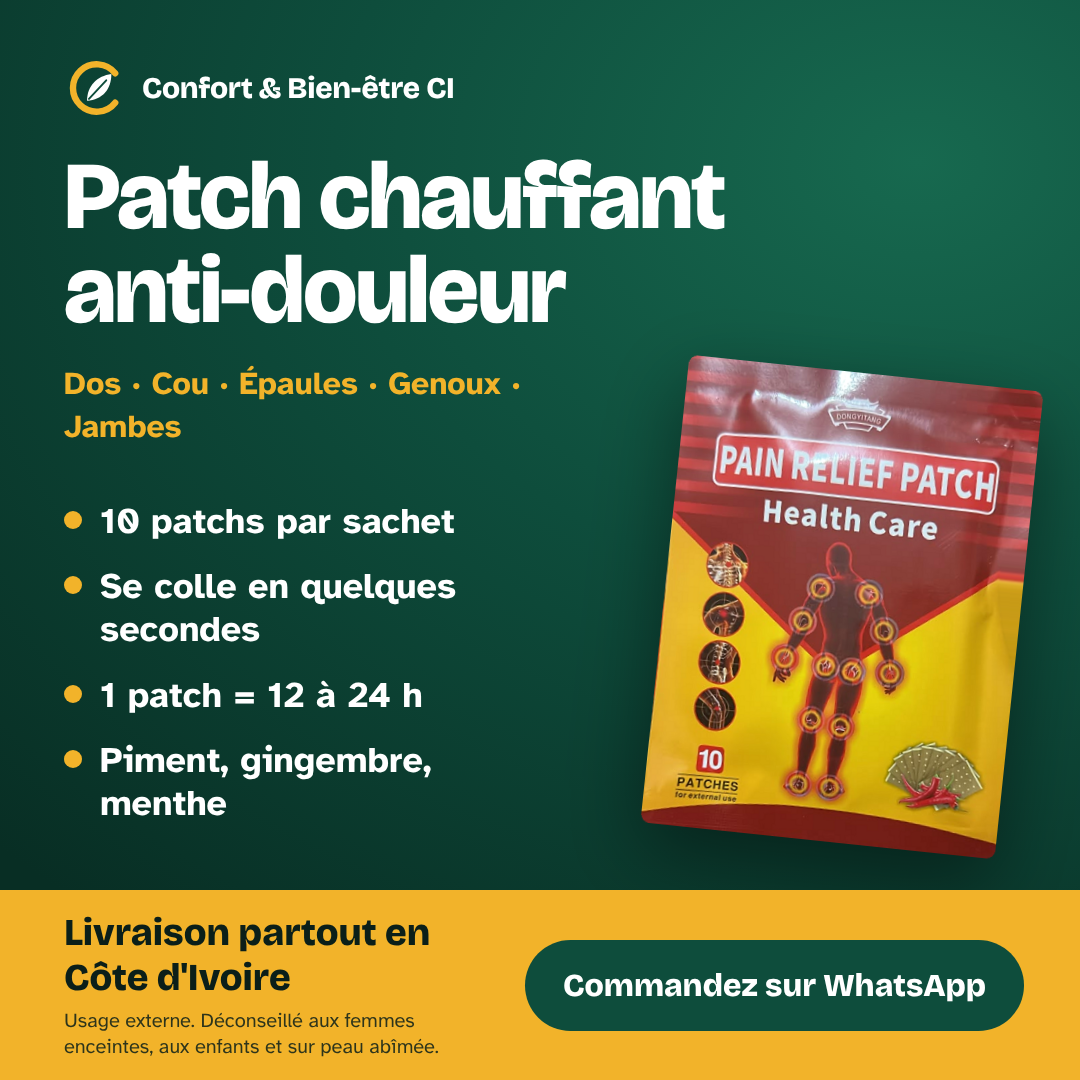 Confort & Bien-être CI
Patch chauffant
anti-douleur
Dos · Cou · Épaules · Genoux ·
Jambes
10 patchs par sachet
Se colle en quelques
secondes
1 patch = 12 à 24 h
Piment, gingembre,
menthe
DONGYITANG
PAIN RELIEF PATCH
Health Care
10
PATCHES
for external use
Livraison partout en
Côte d'Ivoire
Usage externe. Déconseillé aux femmes
enceintes, aux enfants et sur peau abîmée.
Commandez sur WhatsApp